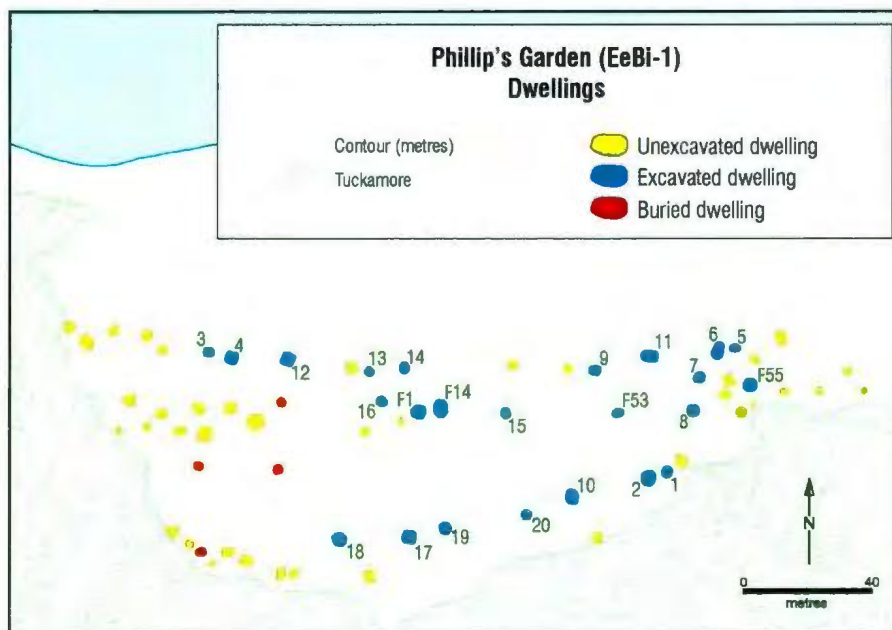 Phillip's Garden (EeBi-1)
Dwellings
Contour (metres)
Tuckamore
Unexcavated dwelling
Excavated dwelling
Buried dwelling
3
4
12
13
14
9
11
6
5
7
F55
16
F1
F14
15
F53
8
10
2
1
20
18
17
19
N
0
40
metres